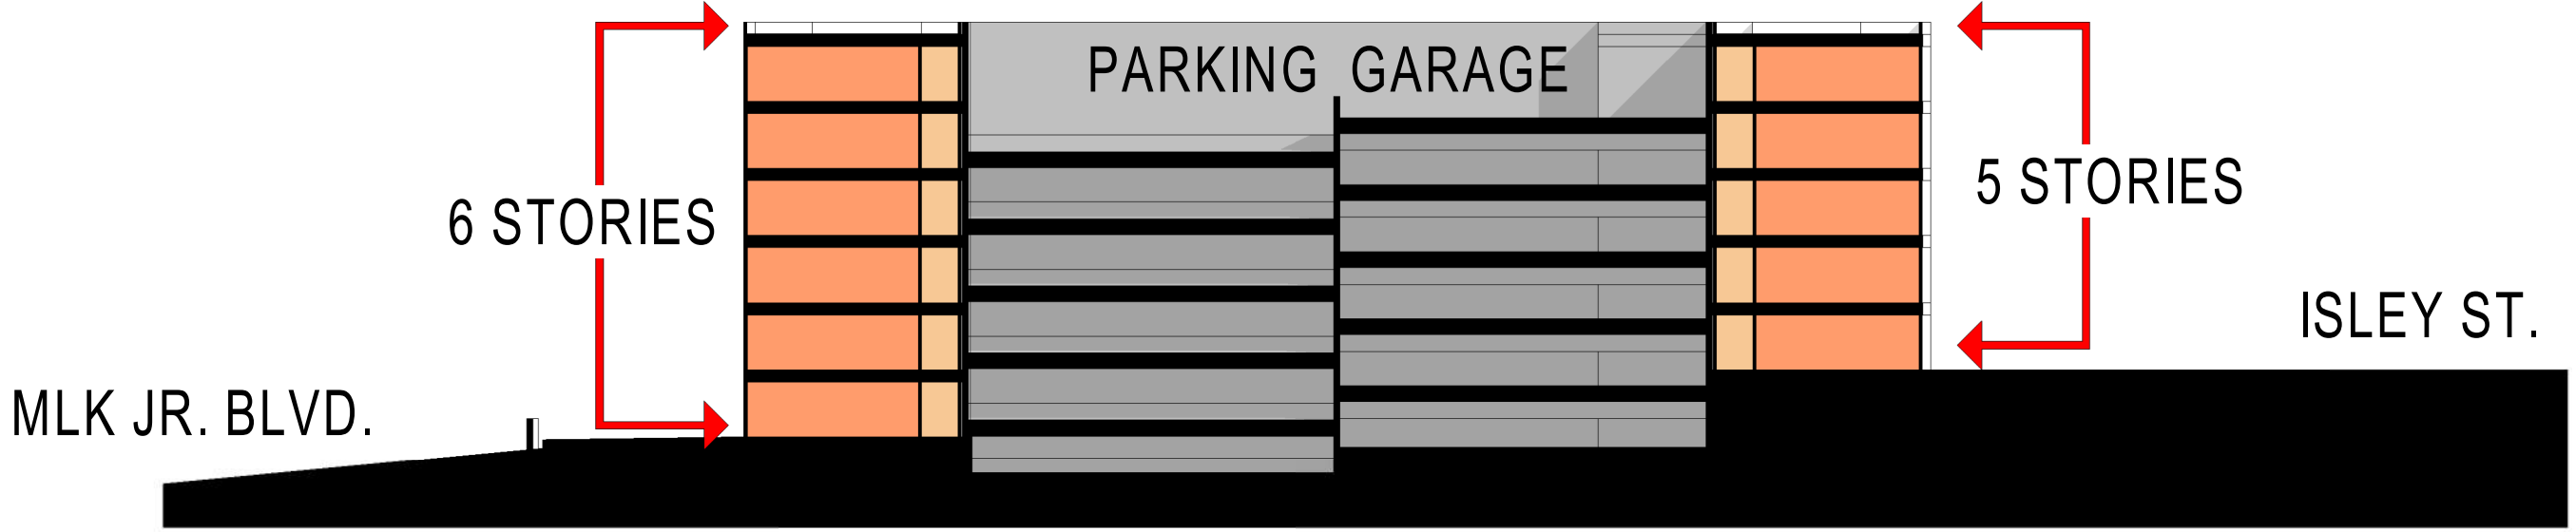 PARKING GARAGE
6 STORIES
5 STORIES
MLK JR. BLVD.
ISLEY ST.